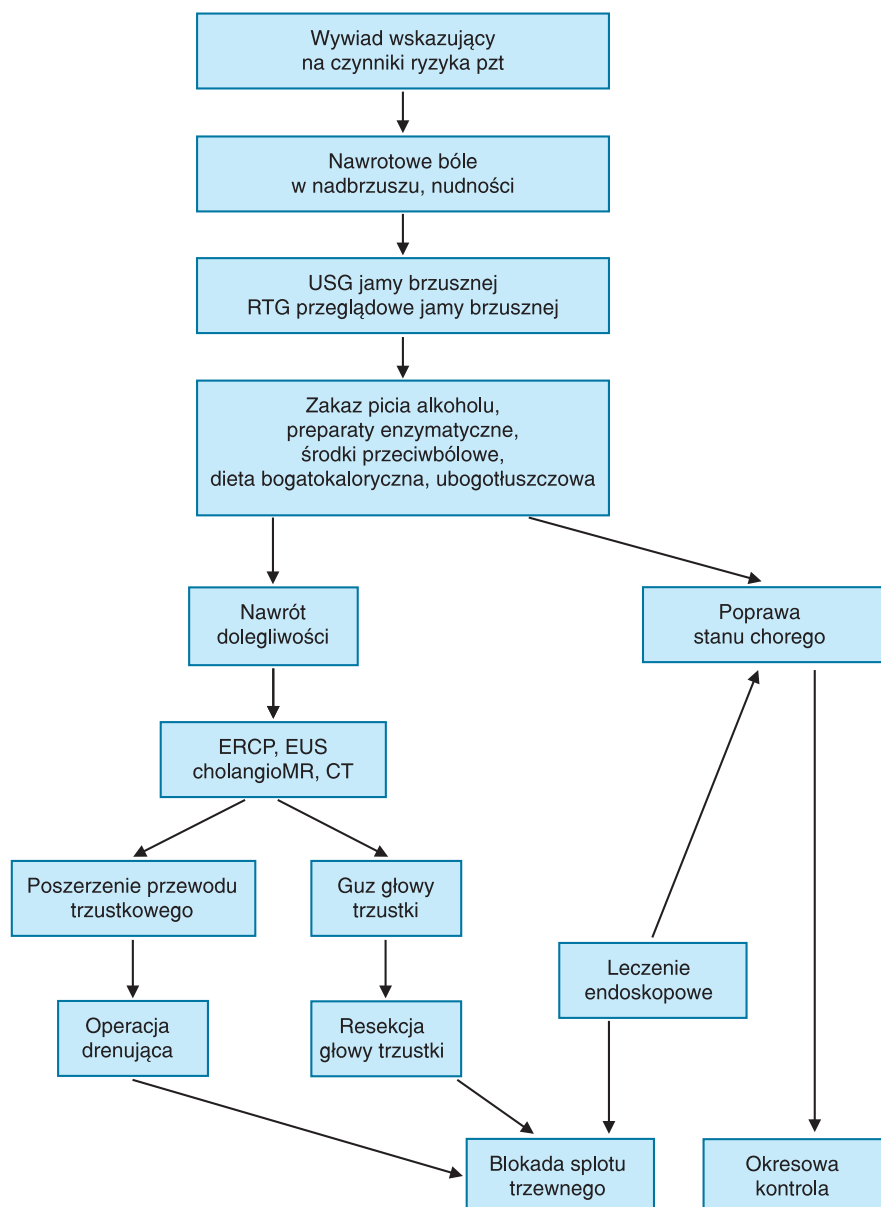 Wywiad wskazujący
na czynniki ryzyka pzt
Nawrotowe bóle
w nadbrzuszu, nudności
USG jamy brzusznej
RTG przeglądowe jamy brzusznej
Zakaz picia alkoholu,
preparaty enzymatyczne,
środki przeciwbólowe,
dieta bogatokaloryczna, ubogotłuszczowa
Nawrót
dolegliwości
Poprawa
stanu chorego
ERCP, EUS
cholangioMR, CT
Poszerzenie przewodu
trzustkowego
Guz głowy
trzustki
Leczenie
endoskopowe
Operacja
drenująca
Resekcja
głowy trzustki
Blokada splotu
trzewnego
Okresowa
kontrola